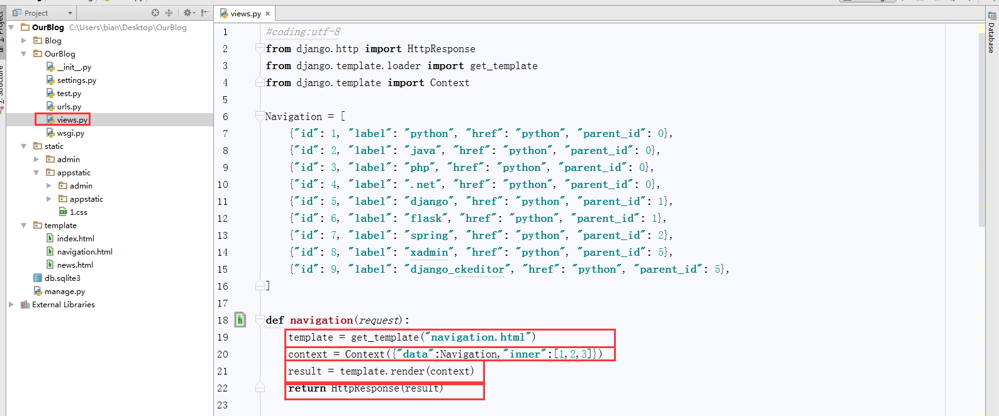 Project
views.py
OurBlog C:\Users\bian\Desktop\OurBlog
Blog
OurBlog
__init__.py
settings.py
test.py
urls.py
views.py
wsgi.py
static
admin
appstatic
admin
appstatic
1.css
template
index.html
navigation.html
news.html
db.sqlite3
manage.py
External Libraries
1 #coding:utf-8
2 from django.http import HttpResponse
3 from django.template.loader import get_template
4 from django.template import Context
5
6 Navigation = [
7 {"id": 1, "label": "python", "href": "python", "parent_id": 0},
8 {"id": 2, "label": "java", "href": "python", "parent_id": 0},
9 {"id": 3, "label": "php", "href": "python", "parent_id": 0},
10 {"id": 4, "label": ".net", "href": "python", "parent_id": 0},
11 {"id": 5, "label": "django", "href": "python", "parent_id": 1},
12 {"id": 6, "label": "flask", "href": "python", "parent_id": 1},
13 {"id": 7, "label": "spring", "href": "python", "parent_id": 2},
14 {"id": 8, "label": "xadmin", "href": "python", "parent_id": 5},
15 {"id": 9, "label": "django_ckeditor", "href": "python", "parent_id": 5},
16 ]
17
18 def navigation(request):
19 template = get_template("navigation.html")
20 context = Context({"data":Navigation,"inner":[1,2,3]})
21 result = template.render(context)
22 return HttpResponse(result)
23
Database